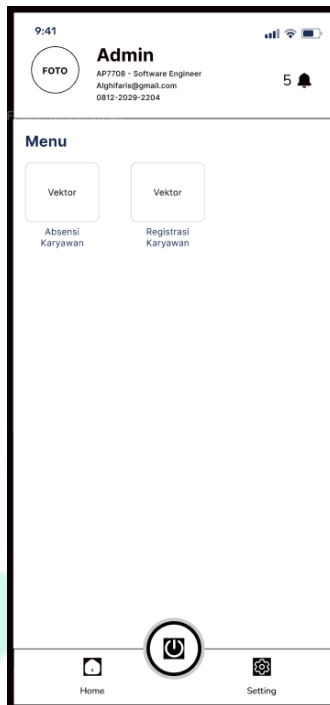 9:41
FOTO
Admin
AP7708 - Software Engineer
Alghifaris@gmail.com
0812-2029-2204
5
Menu
Vektor
Vektor
Absensi
Karyawan
Registrasi
Karyawan
Home
Setting